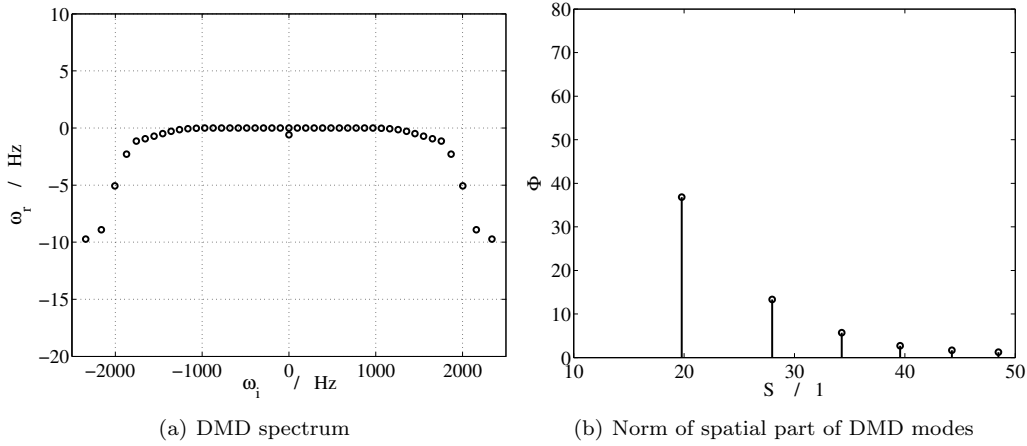 10
5
0
−5
−10
−15
−20
ω_r / Hz
−2000 −1000 0 1000 2000
ω_i / Hz
(a) DMD spectrum
80
70
60
50
40
30
20
10
0
Φ
10 20 30 40 50
S / 1
(b) Norm of spatial part of DMD modes